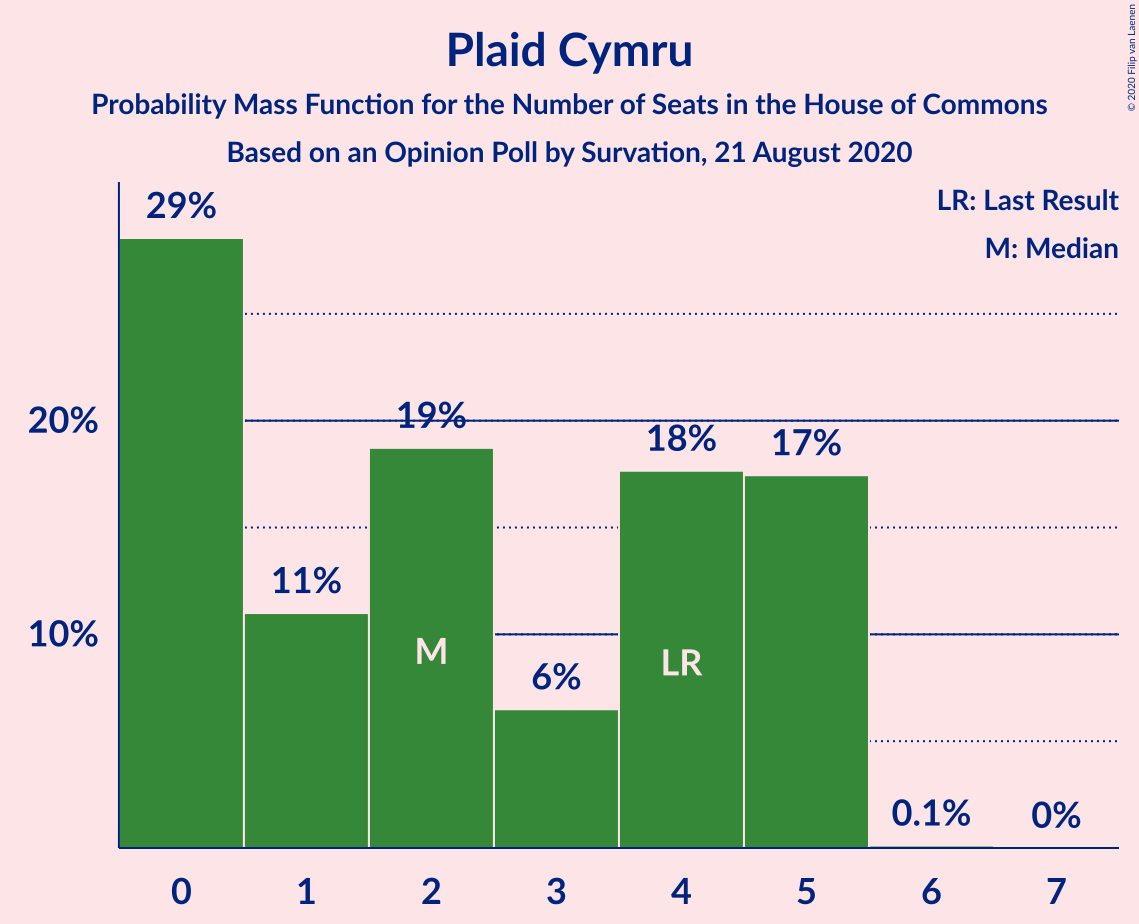 Plaid Cymru
Probability Mass Function for the Number of Seats in the House of Commons
Based on an Opinion Poll by Survation, 21 August 2020
© 2020 Filip van Laenen
LR: Last Result
M: Median
29%
20%
19%
18%
17%
11%
10%
M
LR
6%
0.1%
0%
0 1 2 3 4 5 6 7